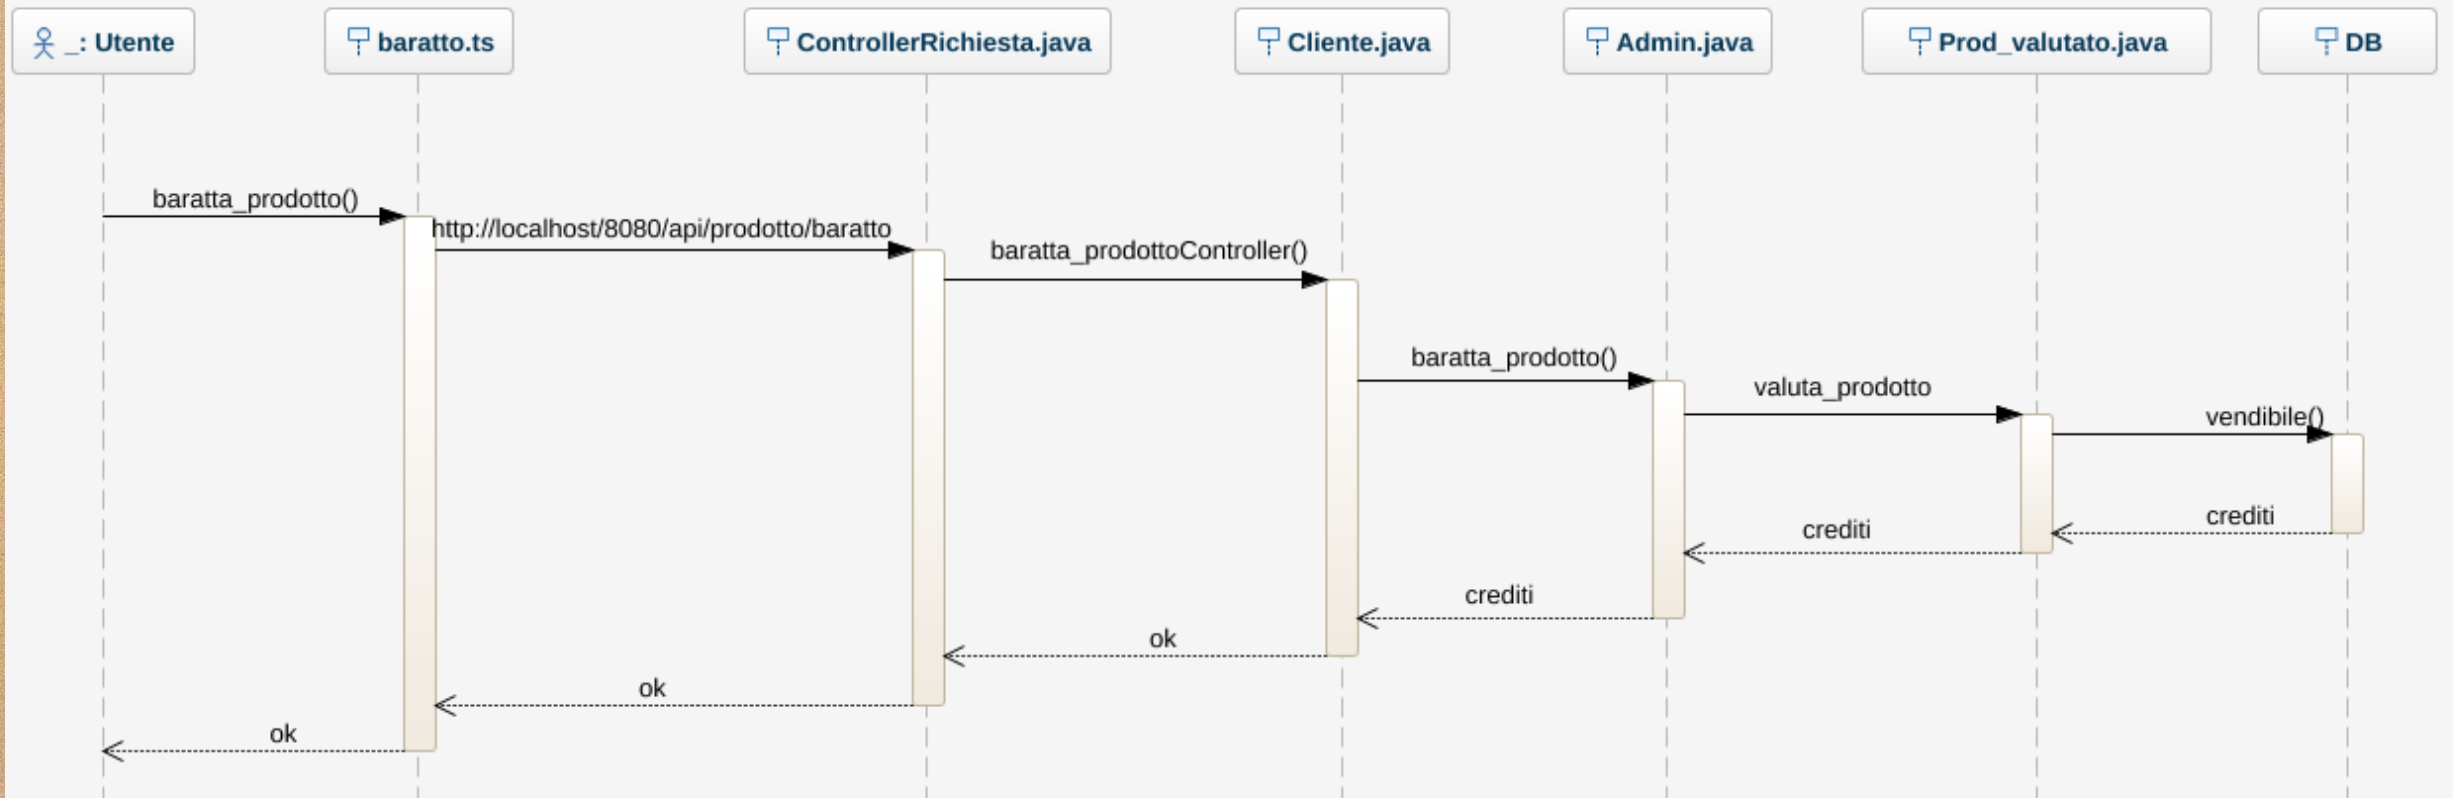 _: Utente
baratto.ts
ControllerRichiesta.java
Cliente.java
Admin.java
Prod_valutato.java
DB
baratta_prodotto()
http://localhost/8080/api/prodotto/baratto
baratta_prodottoController()
baratta_prodotto()
valuta_prodotto
vendibile()
crediti
crediti
crediti
ok
ok
ok